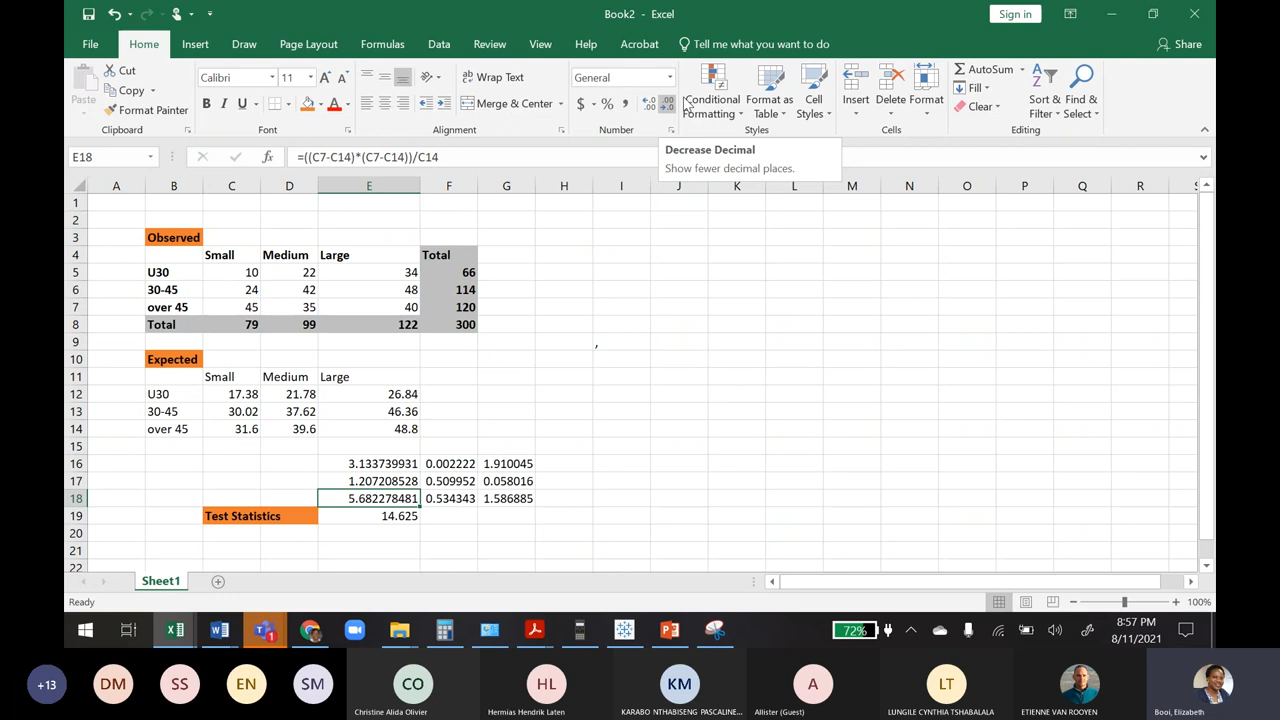 Book2 - Excel
Sign in
File Home Insert Draw Page Layout Formulas Data Review View Help Acrobat Tell me what you want to do Share
Paste
Cut
Copy
Format Painter
Clipboard
Calibri 11
B I U
Font
Wrap Text
Merge & Center
Alignment
General
$ % ,
Number
Conditional Formatting
Format as Table
Cell Styles
Styles
Insert Delete Format
Cells
AutoSum
Fill
Clear
Sort & Filter
Find & Select
Editing
E18 fx =((C7-C14)*(C7-C14))/C14
Decrease Decimal
Show fewer decimal places.
A B C D E F G H I J K L M N O P Q R S
1
2
3 Observed
4 Small Medium Large Total
5 U30 10 22 34 66
6 30-45 24 42 48 114
7 over 45 45 35 40 120
8 Total 79 99 122 300
9
10 Expected
11 Small Medium Large
12 U30 17.38 21.78 26.84
13 30-45 30.02 37.62 46.36
14 over 45 31.6 39.6 48.8
15
16 3.133739931 0.002222 1.910045
17 1.207208528 0.509952 0.058016
18 5.682278481 0.534343 1.586885
19 Test Statistics 14.625
20
21
22
Sheet1
Ready 100%
72% 8:57 PM
8/11/2021
+13 DM SS EN SM CO HL KM A LT
Christine Alida Olivier Hermias Hendrik Laten KARABO NTHABISENG PASCALINE... Allister (Guest) LUNGILE CYNTHIA TSHABALALA ETIENNE VAN ROOYEN Booi, Elizabeth